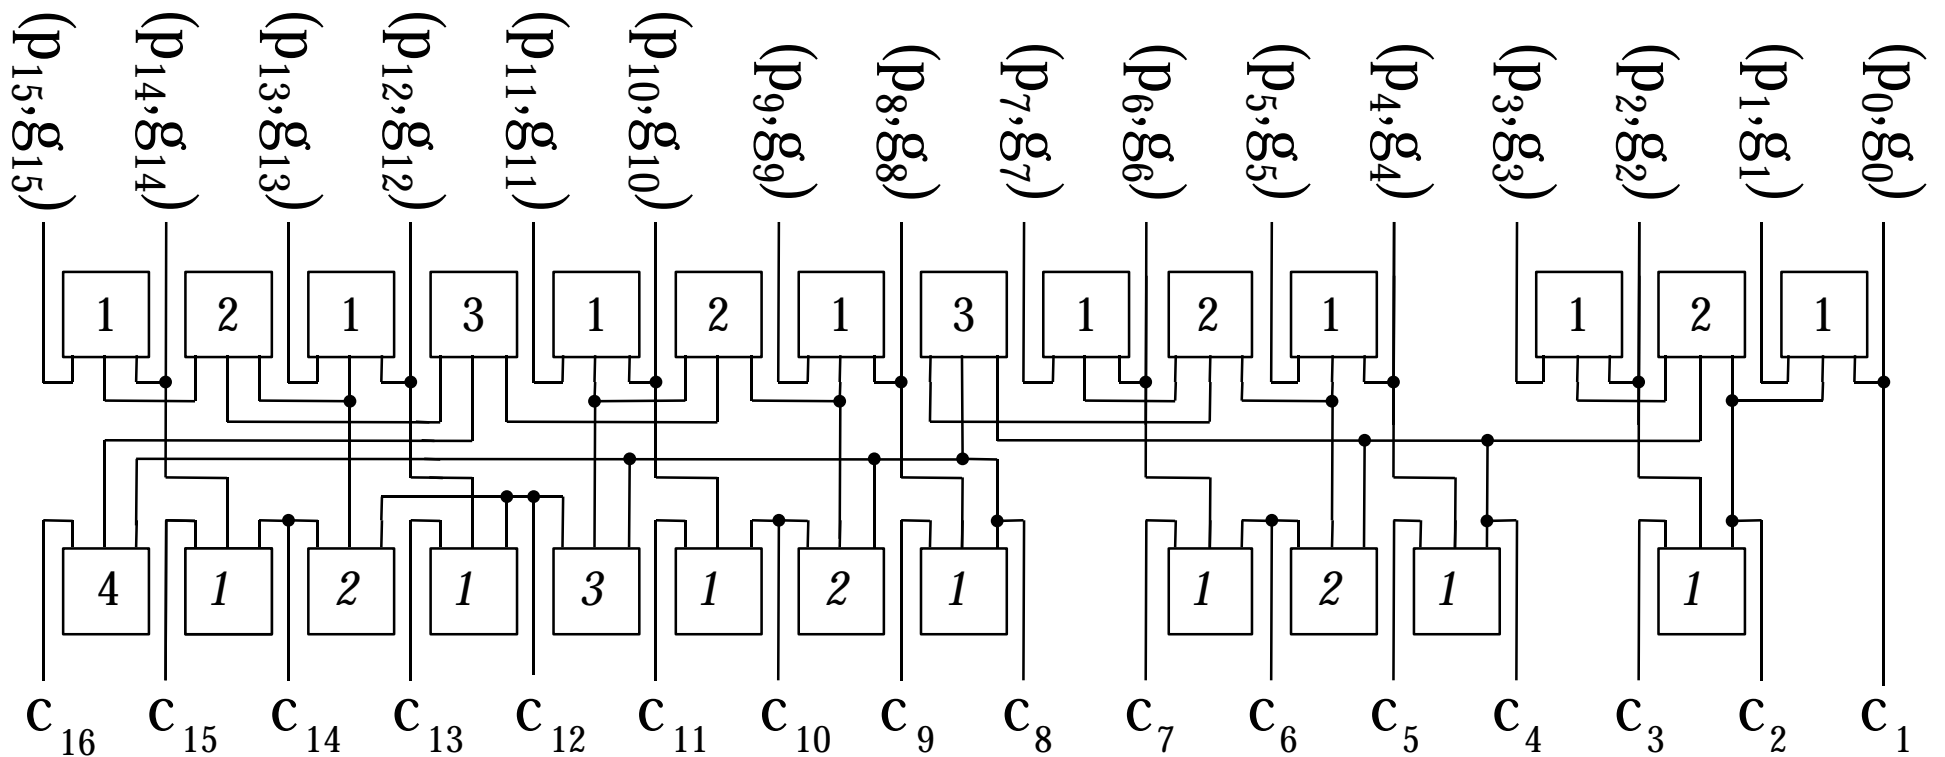 (p15,g15) (p14,g14) (p13,g13) (p12,g12) (p11,g11) (p10,g10) (p9,g9) (p8,g8) (p7,g7) (p6,g6) (p5,g5) (p4,g4) (p3,g3) (p2,g2) (p1,g1) (p0,g0)
1 2 1 3 1 2 1 3 1 2 1 1 2 1
4 1 2 1 3 1 2 1 1 2 1 1
c16 c15 c14 c13 c12 c11 c10 c9 c8 c7 c6 c5 c4 c3 c2 c1